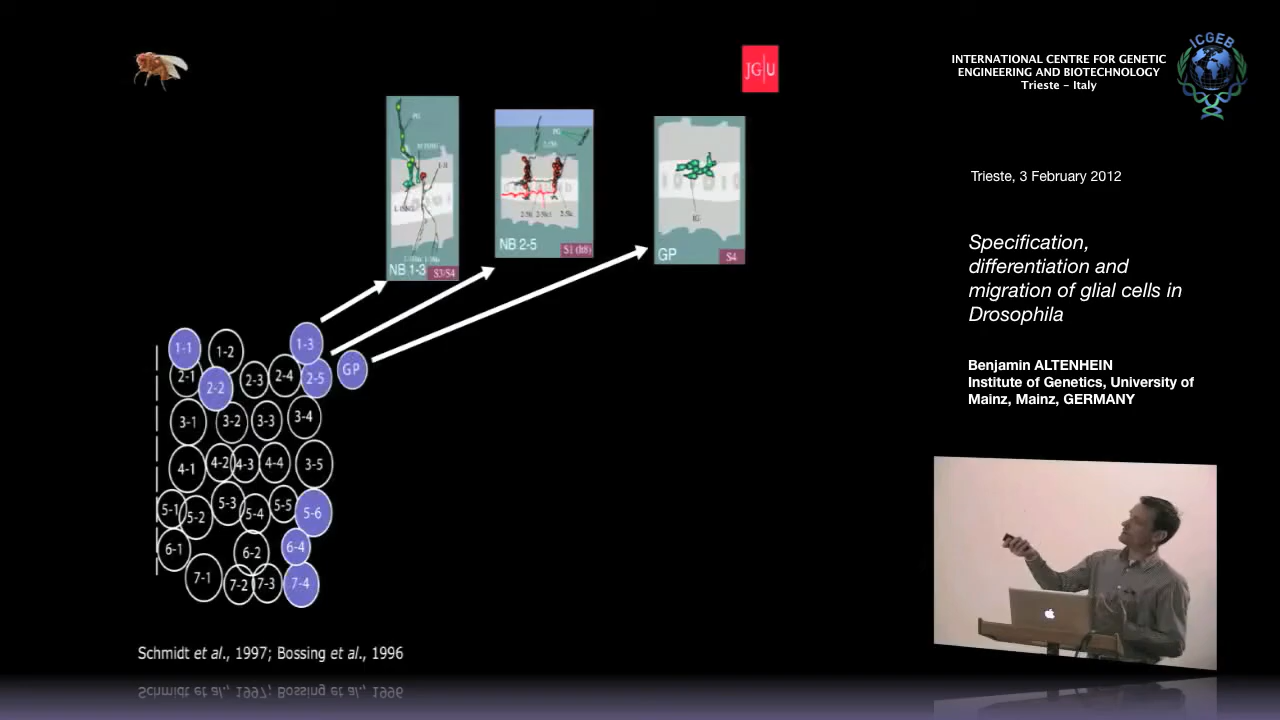 JG|U
ICGEB
INTERNATIONAL CENTRE FOR GENETIC
ENGINEERING AND BIOTECHNOLOGY
Trieste – Italy
Trieste, 3 February 2012
Specification,
differentiation and
migration of glial cells in
Drosophila
Benjamin ALTENHEIN
Institute of Genetics, University of
Mainz, Mainz, GERMANY
PG
NB 1-3
S3/S4
PG
NB 2-5
S1 (h8)
IG
GP
S4
1-1
1-2
1-3
2-1
2-2
2-3
2-4
2-5
GP
3-1
3-2
3-3
3-4
4-1
4-2
4-3
4-4
3-5
5-1
5-2
5-3
5-4
5-5
5-6
6-1
6-2
6-4
7-1
7-2
7-3
7-4
Schmidt et al., 1997; Bossing et al., 1996